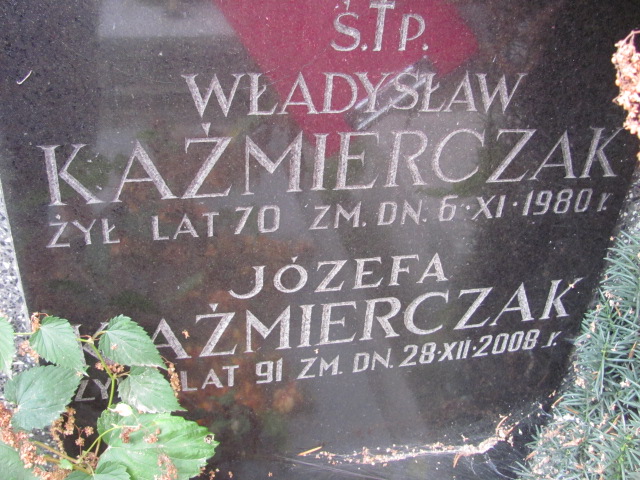 Ś.TP.
WŁADYSŁAW
KAŹMIERCZAK
ŻYŁ LAT 70 ZM. DN. 6·XI·1980 r.
JÓZEFA
KAŹMIERCZAK
LAT 91 ZM. DN. 28·XII·2008 r.